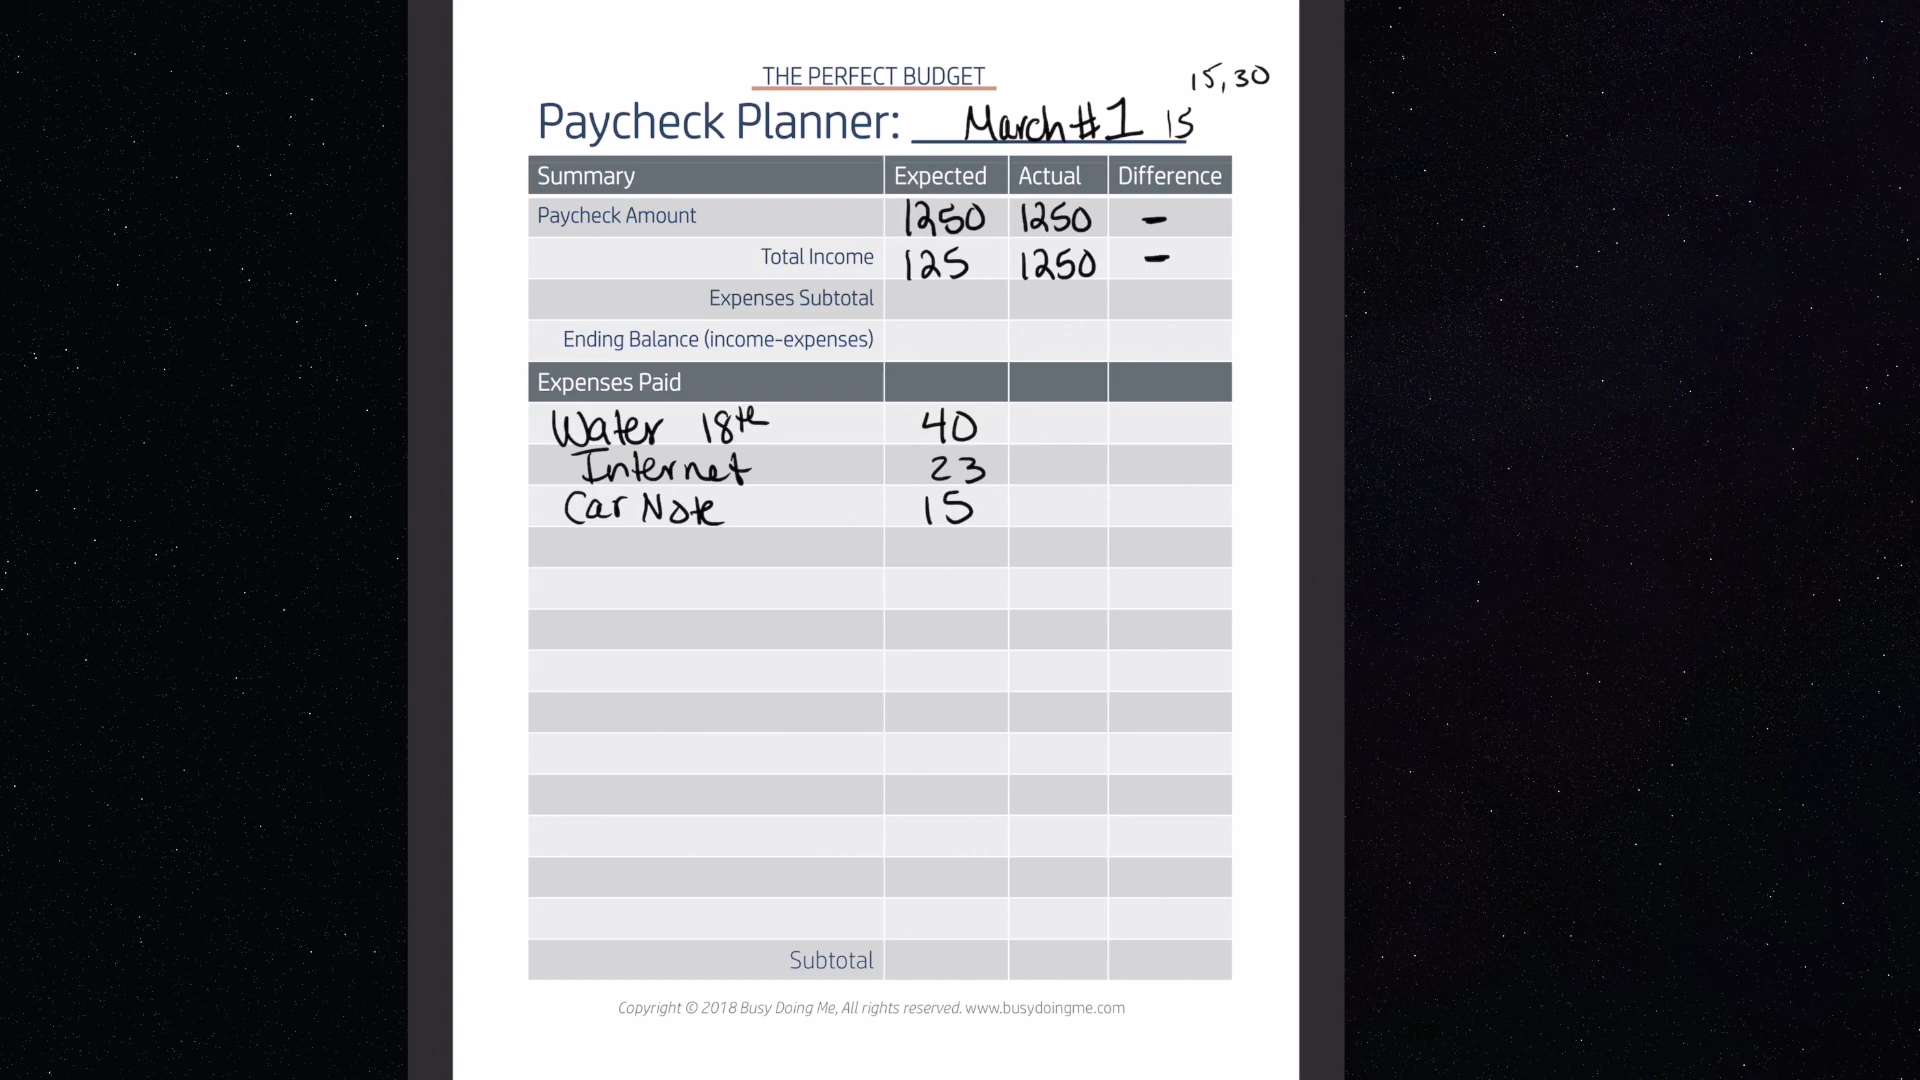 THE PERFECT BUDGET
15, 30
Paycheck Planner: March #1 15
Summary Expected Actual Difference
Paycheck Amount 1250 1250 -
Total Income 125 1250 -
Expenses Subtotal
Ending Balance (income-expenses)
Expenses Paid
Water 18th 40
Internet 23
Car Note 15
Subtotal
Copyright © 2018 Busy Doing Me, All rights reserved. www.busydoingme.com